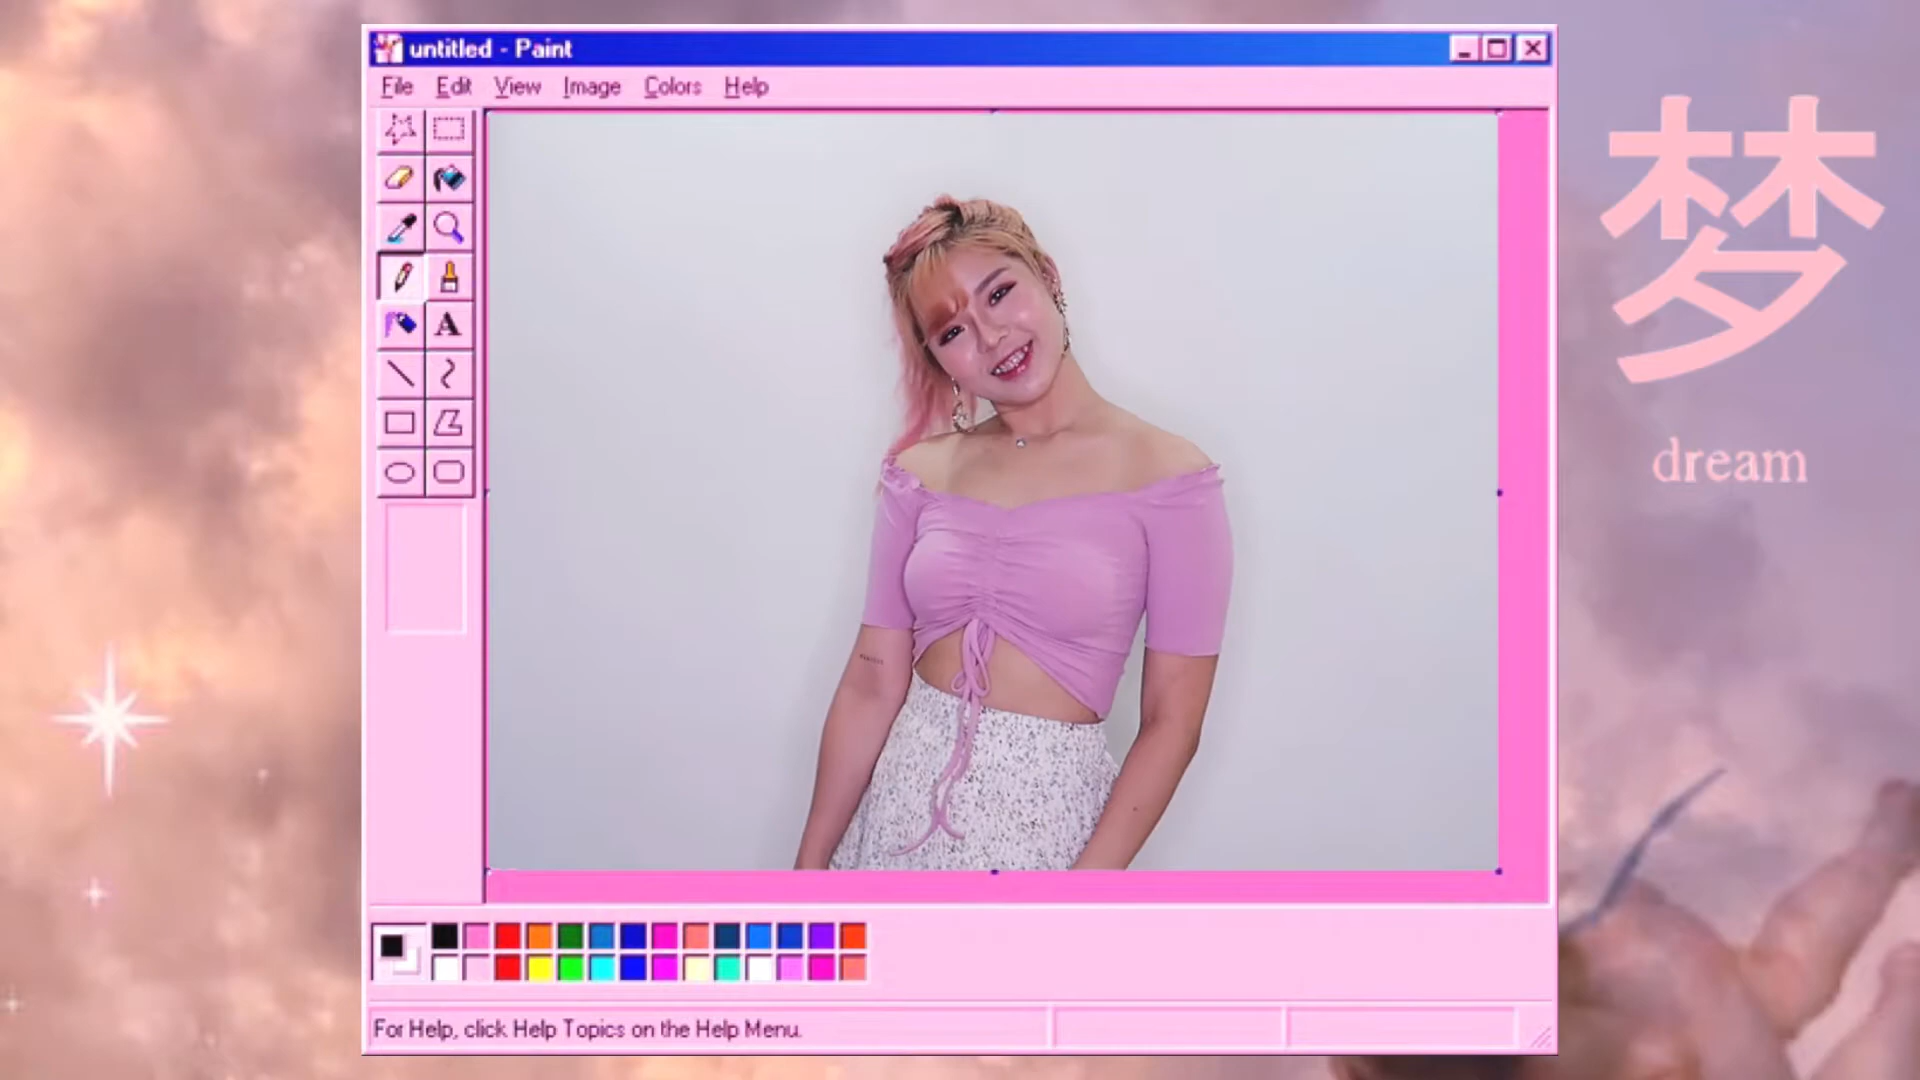 untitled - Paint
File Edit View Image Colors Help
A
梦
dream
For Help, click Help Topics on the Help Menu.